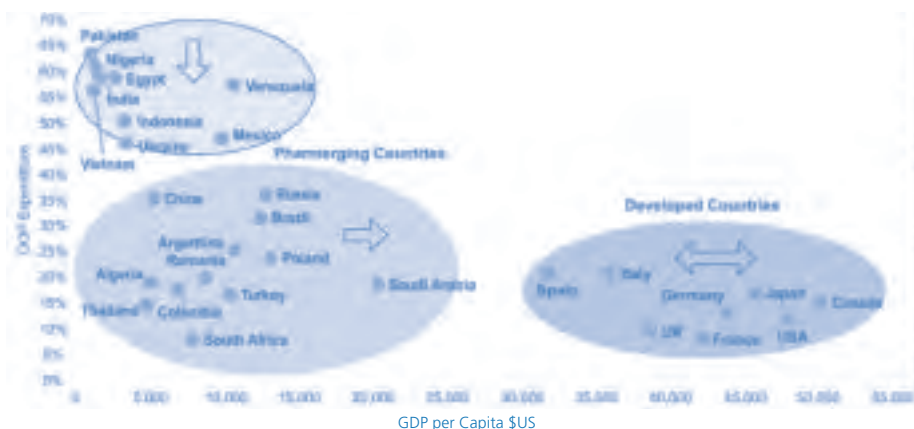 70%
65%
60%
55%
50%
45%
40%
35%
30%
25%
20%
15%
10%
5%
0%
OOP Expenditure
Pakistan
Nigeria
Egypt
India
Venezuela
Indonesia
Mexico
Ukraine
Vietnam
Pharmerging Countries
China
Russia
Brazil
Argentina
Romania
Poland
Algeria
Saudi Arabia
Turkey
Thailand
Colombia
South Africa
Developed Countries
Spain
Italy
Germany
Japan
Canada
UK
France
USA
0 5,000 10,000 15,000 20,000 25,000 30,000 35,000 40,000 45,000 50,000 55,000
GDP per Capita $US